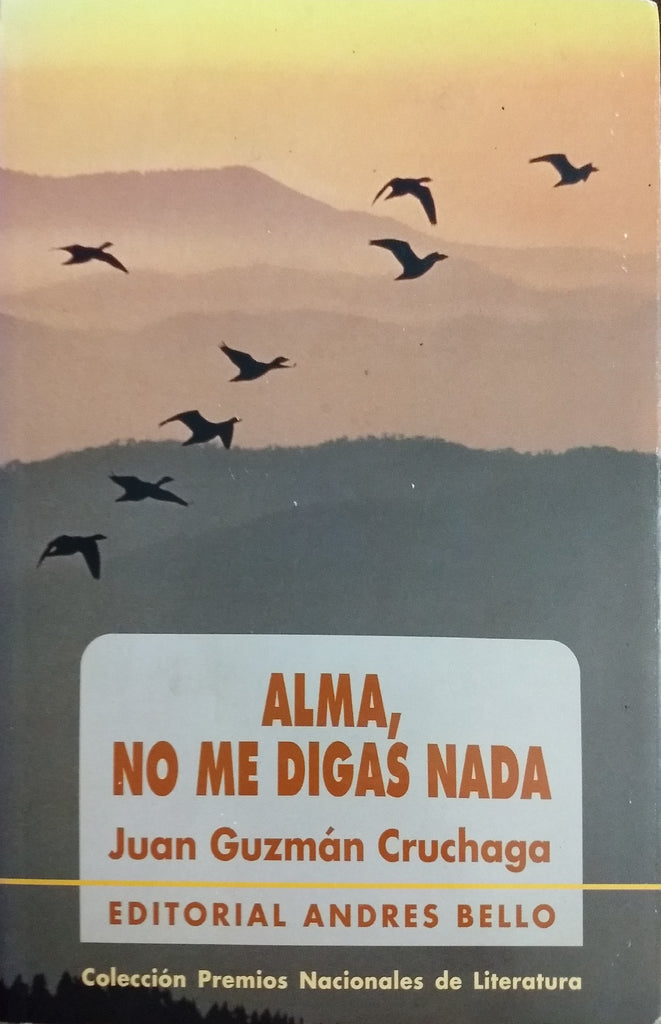 ALMA,
NO ME DIGAS NADA
Juan Guzmán Cruchaga
EDITORIAL ANDRES BELLO
Colección Premios Nacionales de Literatura